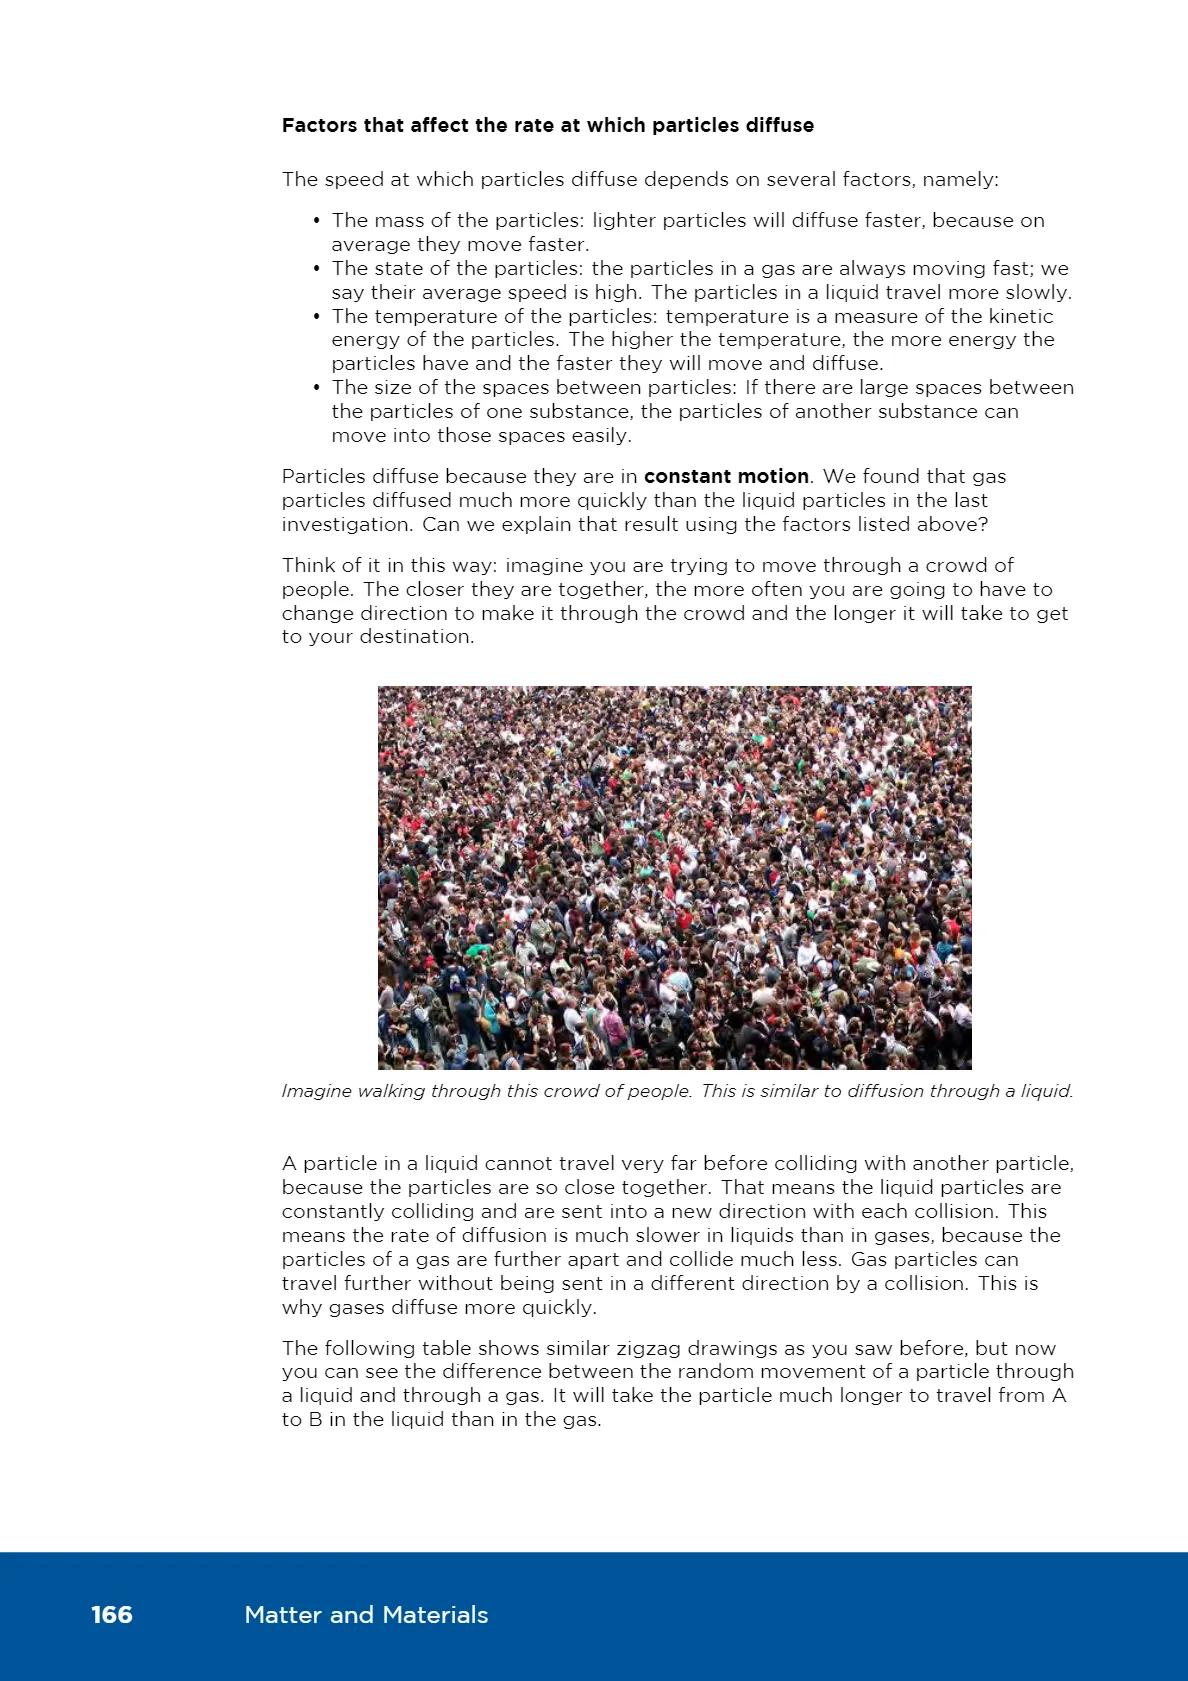 Factors that affect the rate at which particles diffuse
The speed at which particles diffuse depends on several factors, namely:
• The mass of the particles: lighter particles will diffuse faster, because on
average they move faster.
• The state of the particles: the particles in a gas are always moving fast; we
say their average speed is high. The particles in a liquid travel more slowly.
• The temperature of the particles: temperature is a measure of the kinetic
energy of the particles. The higher the temperature, the more energy the
particles have and the faster they will move and diffuse.
• The size of the spaces between particles: If there are large spaces between
the particles of one substance, the particles of another substance can
move into those spaces easily.
Particles diffuse because they are in constant motion. We found that gas
particles diffused much more quickly than the liquid particles in the last
investigation. Can we explain that result using the factors listed above?
Think of it in this way: imagine you are trying to move through a crowd of
people. The closer they are together, the more often you are going to have to
change direction to make it through the crowd and the longer it will take to get
to your destination.
Imagine walking through this crowd of people. This is similar to diffusion through a liquid.
A particle in a liquid cannot travel very far before colliding with another particle,
because the particles are so close together. That means the liquid particles are
constantly colliding and are sent into a new direction with each collision. This
means the rate of diffusion is much slower in liquids than in gases, because the
particles of a gas are further apart and collide much less. Gas particles can
travel further without being sent in a different direction by a collision. This is
why gases diffuse more quickly.
The following table shows similar zigzag drawings as you saw before, but now
you can see the difference between the random movement of a particle through
a liquid and through a gas. It will take the particle much longer to travel from A
to B in the liquid than in the gas.
166 Matter and Materials